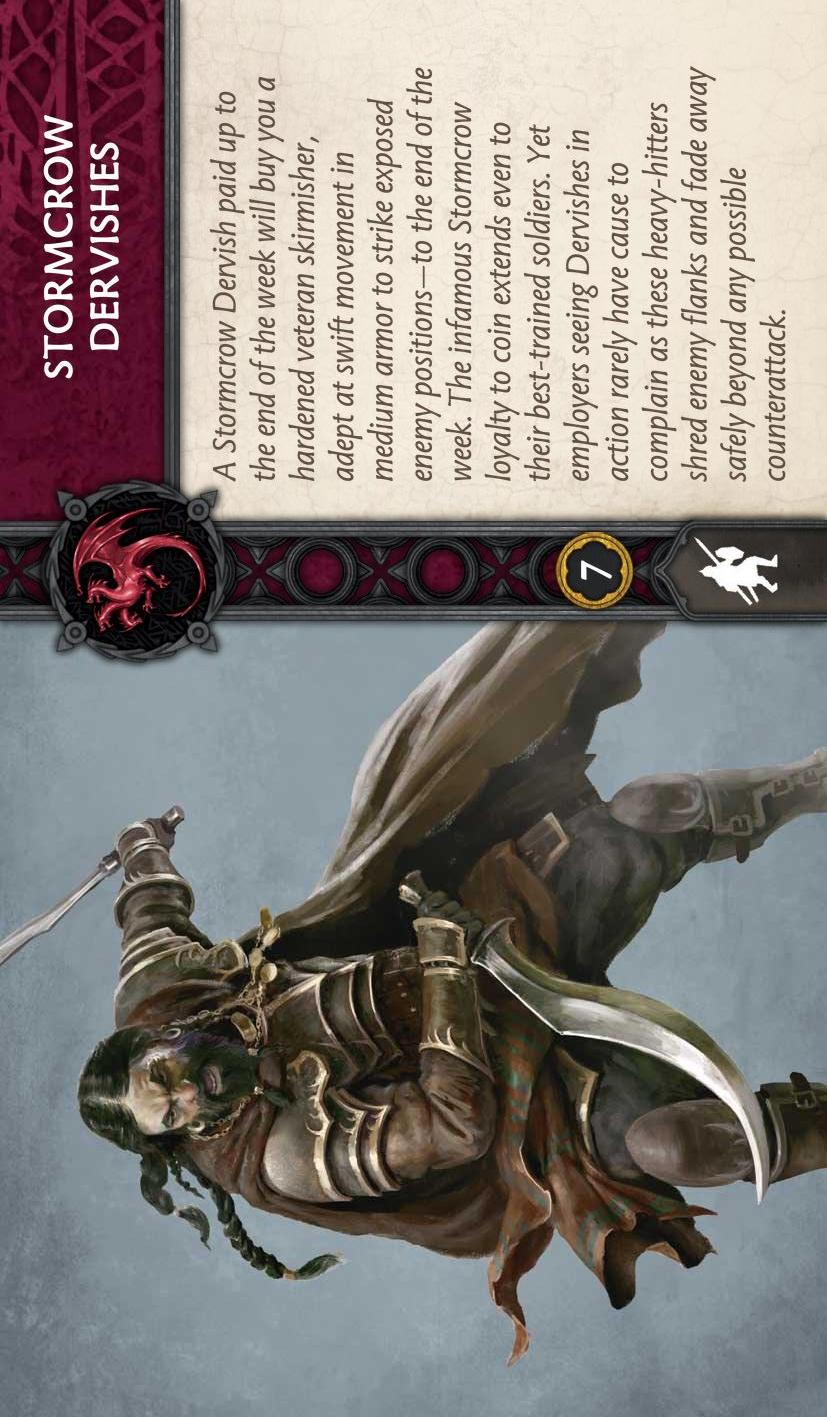 STORMCROW
DERVISHES
A Stormcrow Dervish paid up to
the end of the week will buy you a
hardened veteran skirmisher,
adept at swift movement in
medium armor to strike exposed
enemy positions—to the end of the
week. The infamous Stormcrow
loyalty to coin extends even to
their best-trained soldiers. Yet
employers seeing Dervishes in
action rarely have cause to
complain as these heavy-hitters
shred enemy flanks and fade away
safely beyond any possible
counterattack.
7